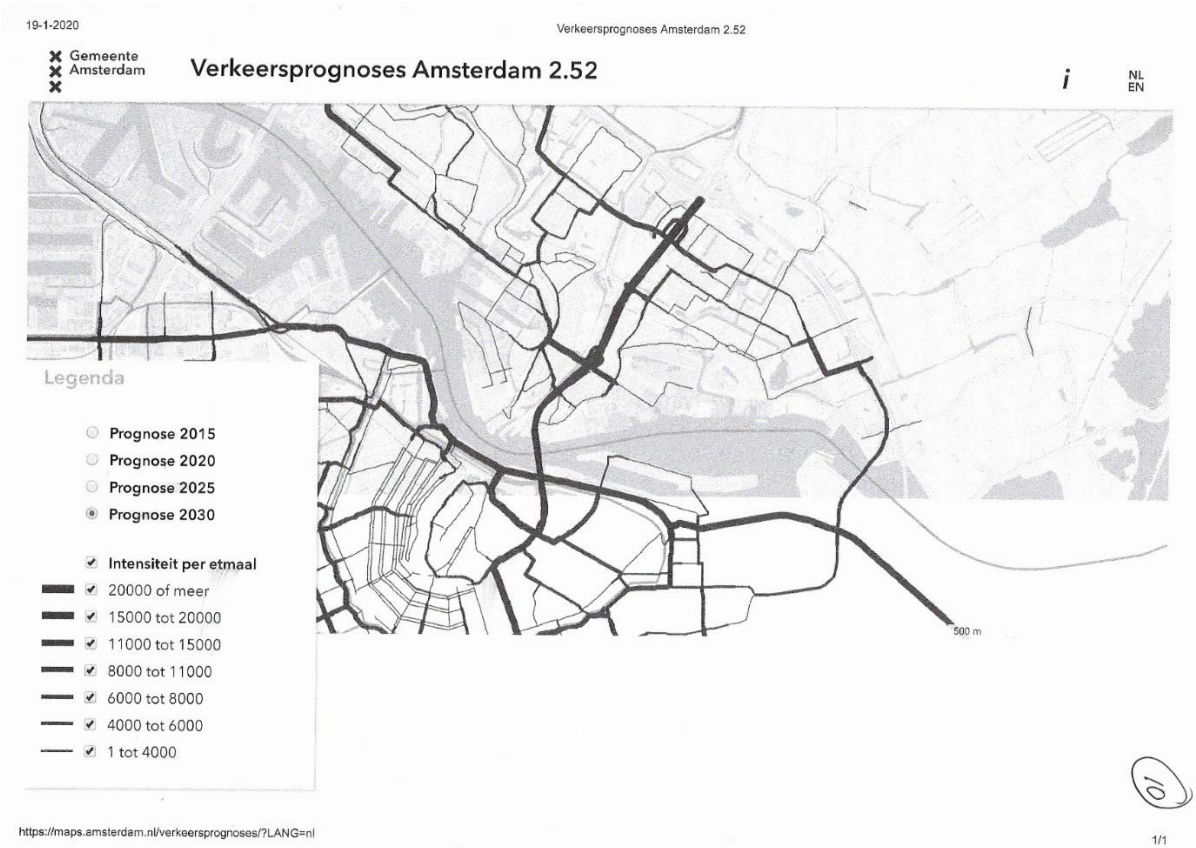 19-1-2020
Verkeersprognoses Amsterdam 2.52
Gemeente
Amsterdam
Verkeersprognoses Amsterdam 2.52
i
NL
EN
Legenda
Prognose 2015
Prognose 2020
Prognose 2025
Prognose 2030
Intensiteit per etmaal
20000 of meer
15000 tot 20000
11000 tot 15000
8000 tot 11000
6000 tot 8000
4000 tot 6000
1 tot 4000
500 m
https://maps.amsterdam.nl/verkeersprognoses/?LANG=nl
1/1